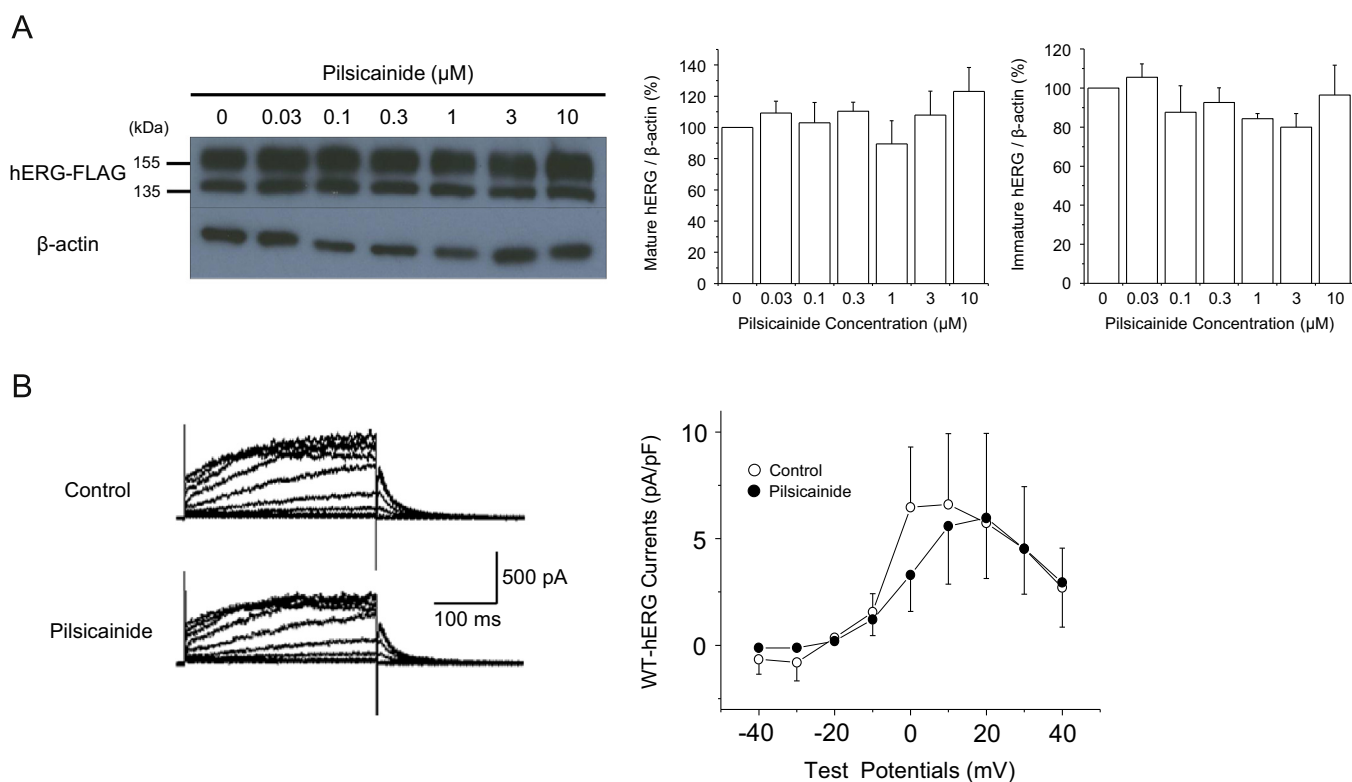 A
Pilsicainide (µM)
0 0.03 0.1 0.3 1 3 10
(kDa)
hERG-FLAG
155
135
β-actin
Mature hERG / β-actin (%)
140
120
100
80
60
40
20
0
0 0.03 0.1 0.3 1 3 10
Pilsicainide Concentration (µM)
Immature hERG / β-actin (%)
120
100
80
60
40
20
0
0 0.03 0.1 0.3 1 3 10
Pilsicainide Concentration (µM)
B
Control
Pilsicainide
500 pA
100 ms
WT-hERG Currents (pA/pF)
10
5
0
Control
Pilsicainide
-40 -20 0 20 40
Test Potentials (mV)